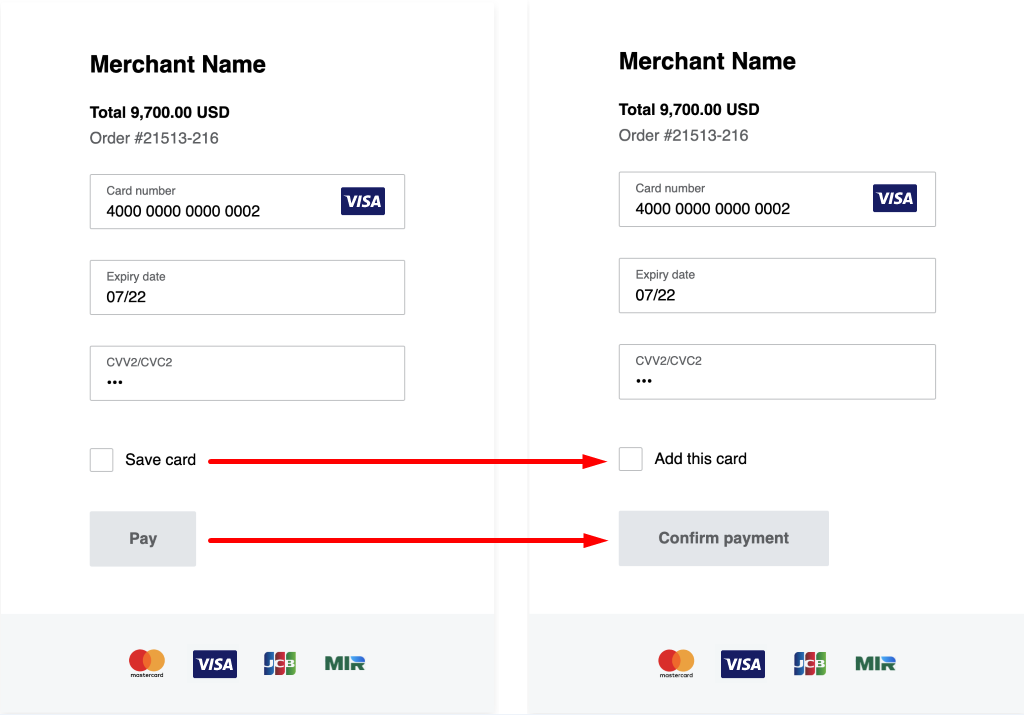 Merchant Name
Total 9,700.00 USD
Order #21513-216
Card number
4000 0000 0000 0002
VISA
Expiry date
07/22
CVV2/CVC2
•••
Save card
Pay
mastercard
VISA
JCB
MIR
Merchant Name
Total 9,700.00 USD
Order #21513-216
Card number
4000 0000 0000 0002
VISA
Expiry date
07/22
CVV2/CVC2
•••
Add this card
Confirm payment
mastercard
VISA
JCB
MIR